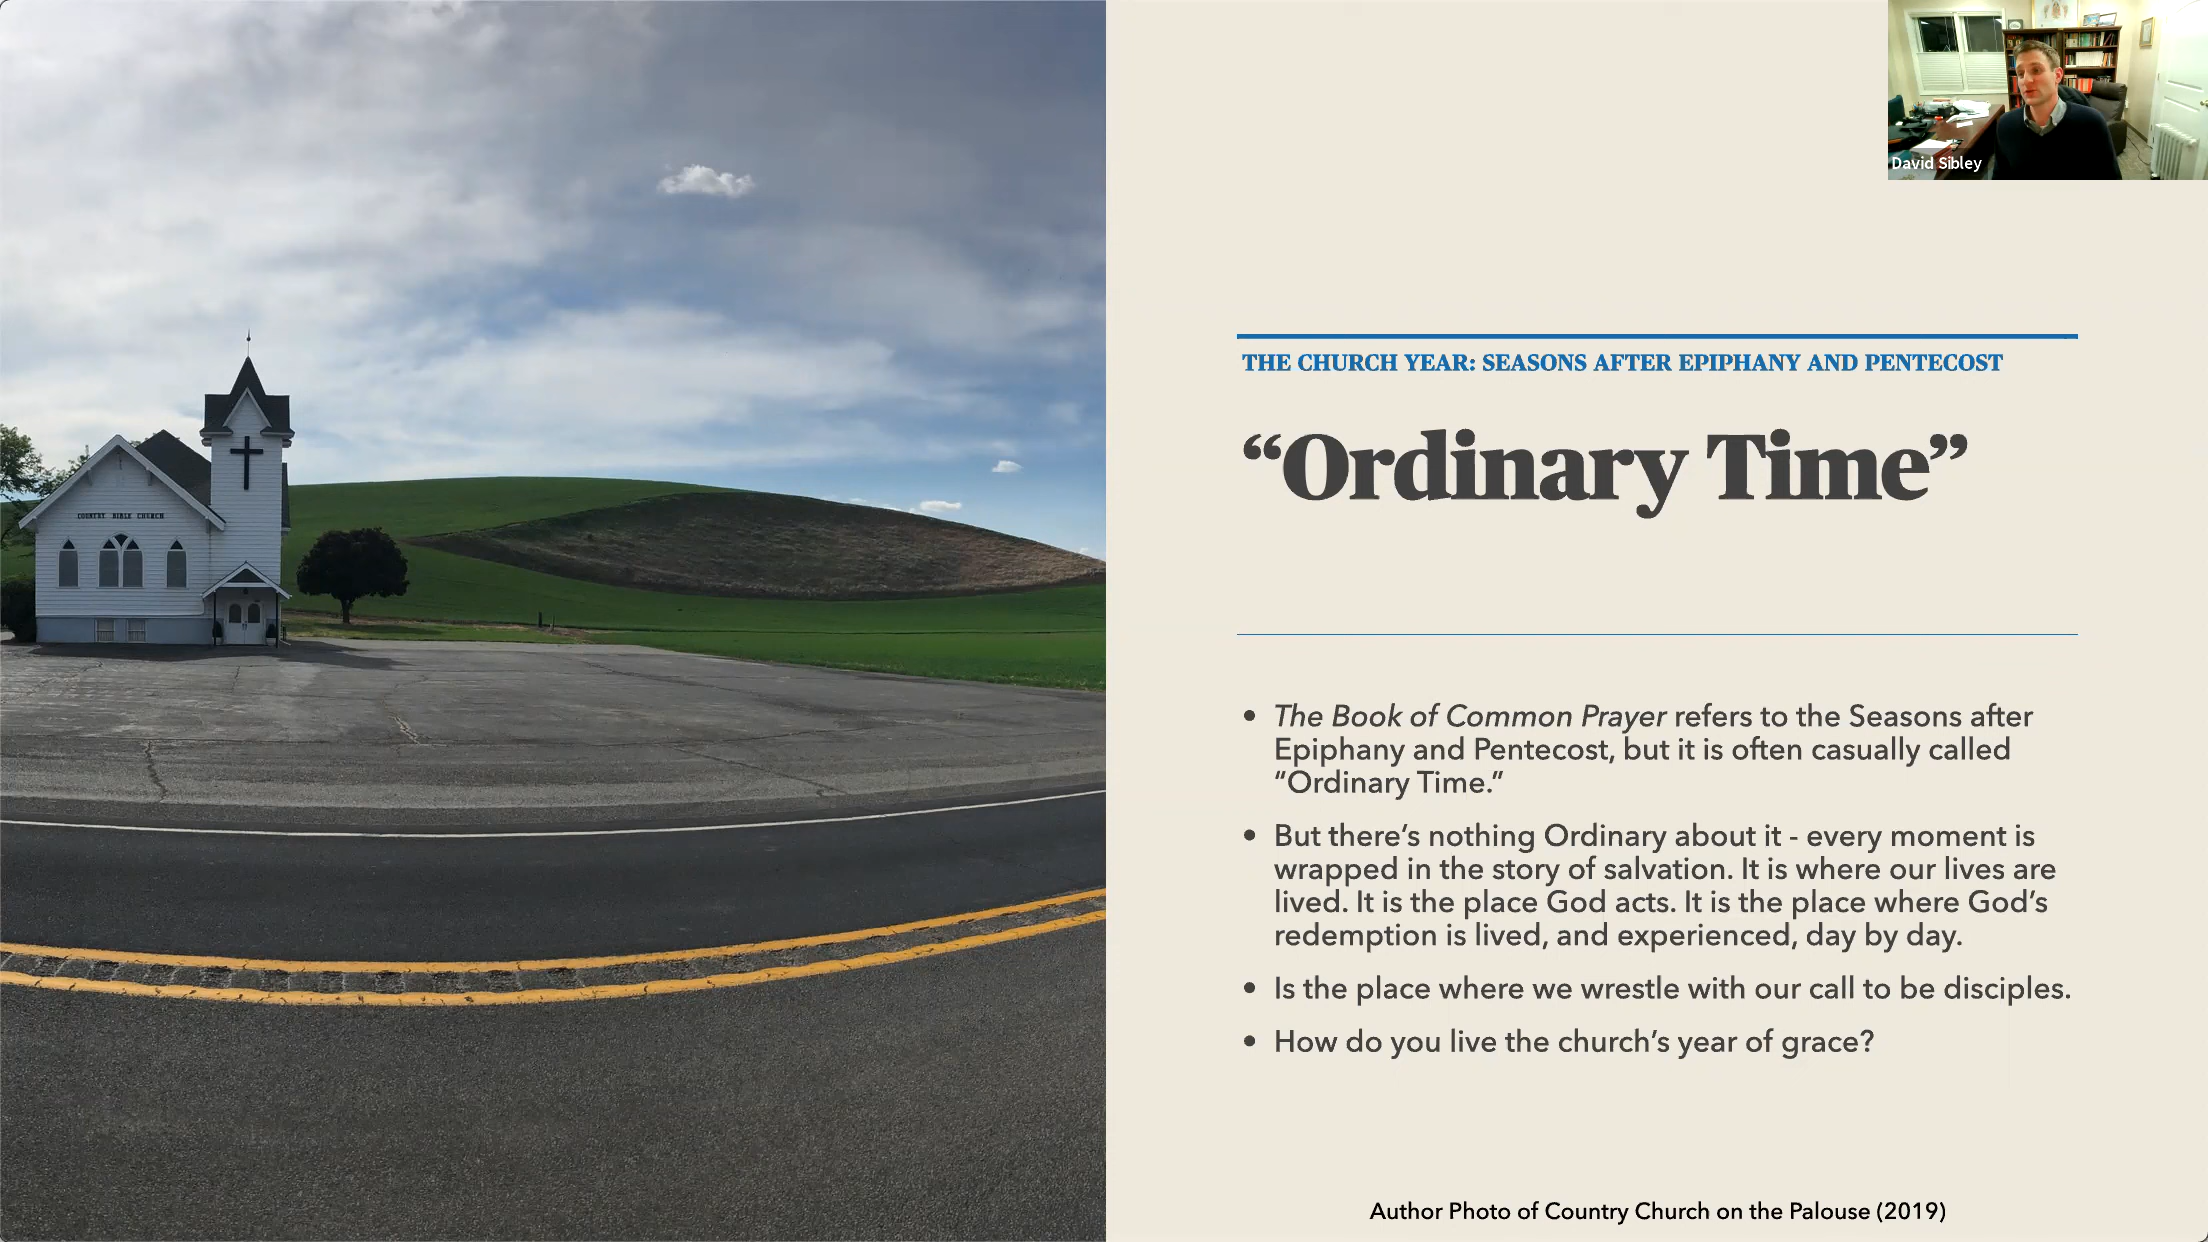 COUNTRY BIBLE CHURCH
David Sibley
THE CHURCH YEAR: SEASONS AFTER EPIPHANY AND PENTECOST
“Ordinary Time”
• The Book of Common Prayer refers to the Seasons after
Epiphany and Pentecost, but it is often casually called
“Ordinary Time.”
• But there’s nothing Ordinary about it - every moment is
wrapped in the story of salvation. It is where our lives are
lived. It is the place God acts. It is the place where God’s
redemption is lived, and experienced, day by day.
• Is the place where we wrestle with our call to be disciples.
• How do you live the church’s year of grace?
Author Photo of Country Church on the Palouse (2019)